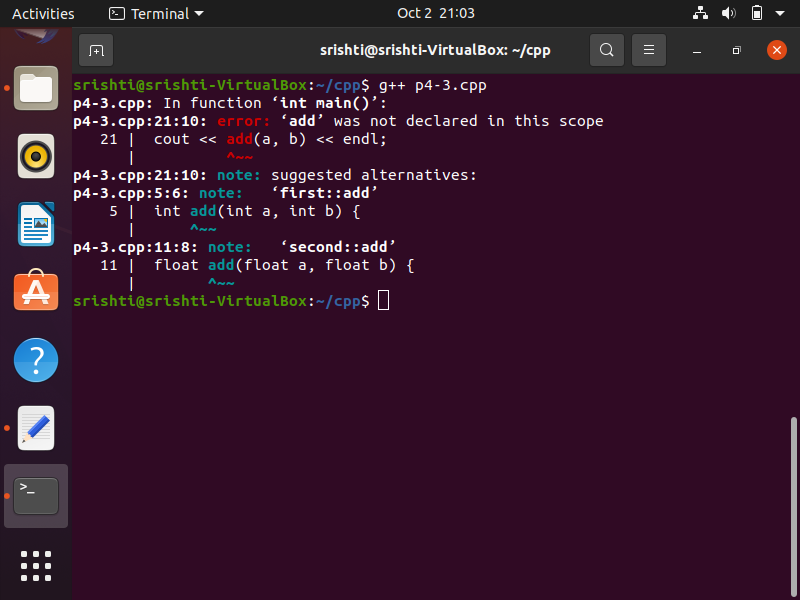 Activities Terminal Oct 2 21:03
srishti@srishti-VirtualBox: ~/cpp
srishti@srishti-VirtualBox:~/cpp$ g++ p4-3.cpp
p4-3.cpp: In function ‘int main()’:
p4-3.cpp:21:10: error: ‘add’ was not declared in this scope
   21 |  cout << add(a, b) << endl;
      |          ^~~
p4-3.cpp:21:10: note: suggested alternatives:
p4-3.cpp:5:6: note:   ‘first::add’
    5 |  int add(int a, int b) {
      |      ^~~
p4-3.cpp:11:8: note:   ‘second::add’
   11 |  float add(float a, float b) {
      |        ^~~
srishti@srishti-VirtualBox:~/cpp$